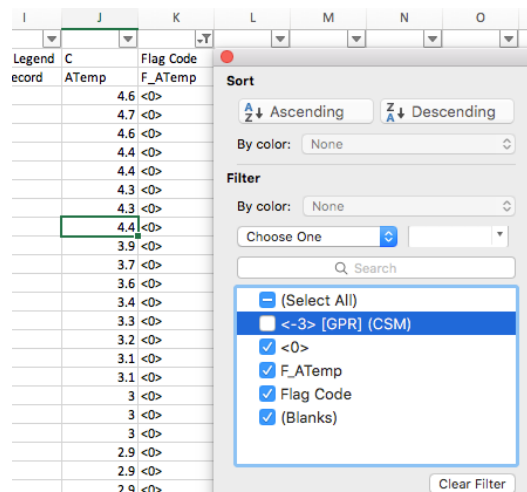 I J K L M N O
Legend C Flag Code
ecord ATemp F_ATemp
4.6 <0>
4.7 <0>
4.6 <0>
4.4 <0>
4.4 <0>
4.3 <0>
4.3 <0>
4.4 <0>
3.9 <0>
3.7 <0>
3.6 <0>
3.4 <0>
3.3 <0>
3.2 <0>
3.1 <0>
3.1 <0>
3 <0>
3 <0>
3 <0>
2.9 <0>
2.9 <0>
2.9 <0>
Sort
A Z Ascending Z A Descending
By color: None
Filter
By color: None
Choose One
Search
(Select All)
<-3> [GPR] (CSM)
<0>
F_ATemp
Flag Code
(Blanks)
Clear Filter